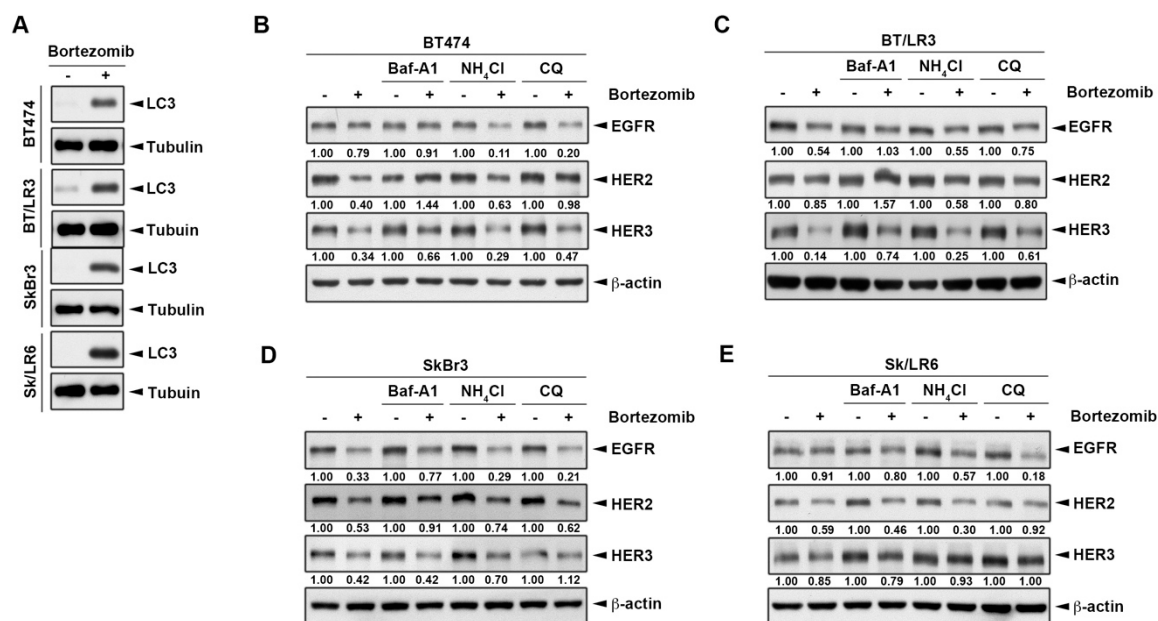 A
Bortezomib
- +
BT474
LC3
Tubulin
BT/LR3
LC3
Tubuin
SkBr3
LC3
Tubulin
Sk/LR6
LC3
Tubuin
B
BT474
Baf-A1 NH4Cl CQ
- + - + - + - + Bortezomib
EGFR
1.00 0.79 1.00 0.91 1.00 0.11 1.00 0.20
HER2
1.00 0.40 1.00 1.44 1.00 0.63 1.00 0.98
HER3
1.00 0.34 1.00 0.66 1.00 0.29 1.00 0.47
β-actin
C
BT/LR3
Baf-A1 NH4Cl CQ
- + - + - + - + Bortezomib
EGFR
1.00 0.54 1.00 1.03 1.00 0.55 1.00 0.75
HER2
1.00 0.85 1.00 1.57 1.00 0.58 1.00 0.80
HER3
1.00 0.14 1.00 0.74 1.00 0.25 1.00 0.61
β-actin
D
SkBr3
Baf-A1 NH4Cl CQ
- + - + - + - + Bortezomib
EGFR
1.00 0.33 1.00 0.77 1.00 0.29 1.00 0.21
HER2
1.00 0.53 1.00 0.91 1.00 0.74 1.00 0.62
HER3
1.00 0.42 1.00 0.42 1.00 0.70 1.00 1.12
β-actin
E
Sk/LR6
Baf-A1 NH4Cl CQ
- + - + - + - + Bortezomib
EGFR
1.00 0.91 1.00 0.80 1.00 0.57 1.00 0.18
HER2
1.00 0.59 1.00 0.46 1.00 0.30 1.00 0.92
HER3
1.00 0.85 1.00 0.79 1.00 0.93 1.00 1.00
β-actin